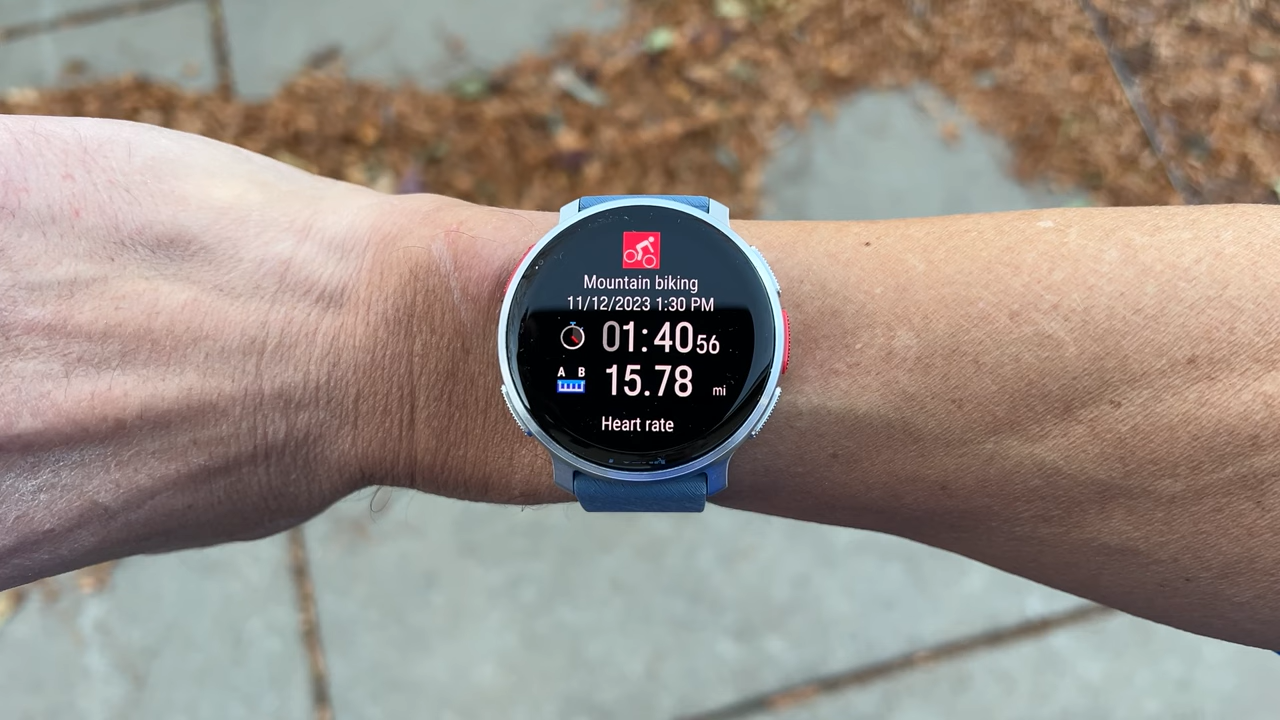 Mountain biking
11/12/2023 1:30 PM
01:40 56
A B
15.78 mi
Heart rate